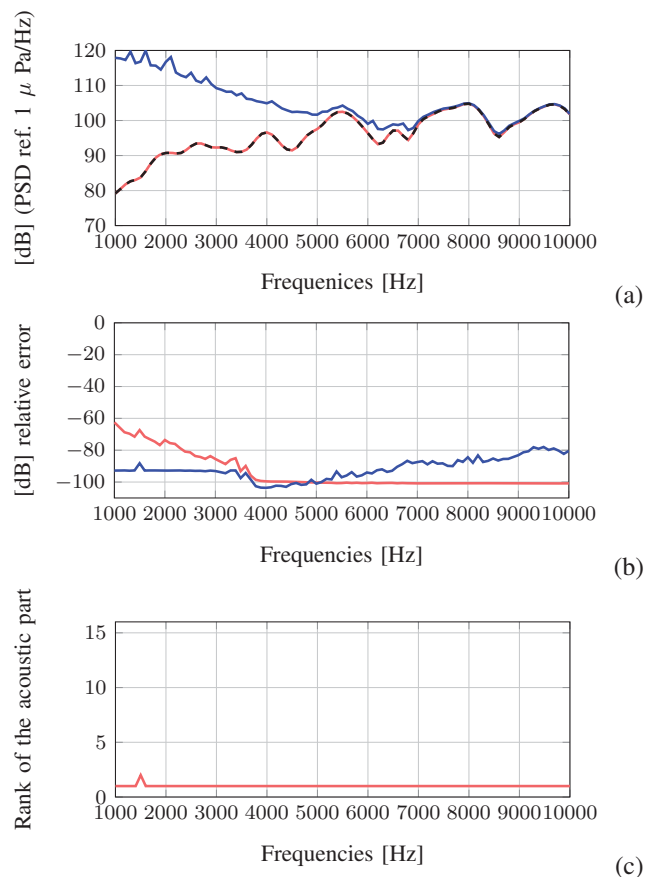 120
110
100
90
80
70
[dB] (PSD ref. 1 μ Pa/Hz)
1000 2000 3000 4000 5000 6000 7000 8000 9000 10000
Frequenices [Hz]
(a)
0
−20
−40
−60
−80
−100
[dB] relative error
1000 2000 3000 4000 5000 6000 7000 8000 9000 10000
Frequencies [Hz]
(b)
15
10
5
0
Rank of the acoustic part
1000 2000 3000 4000 5000 6000 7000 8000 9000 10000
Frequencies [Hz]
(c)